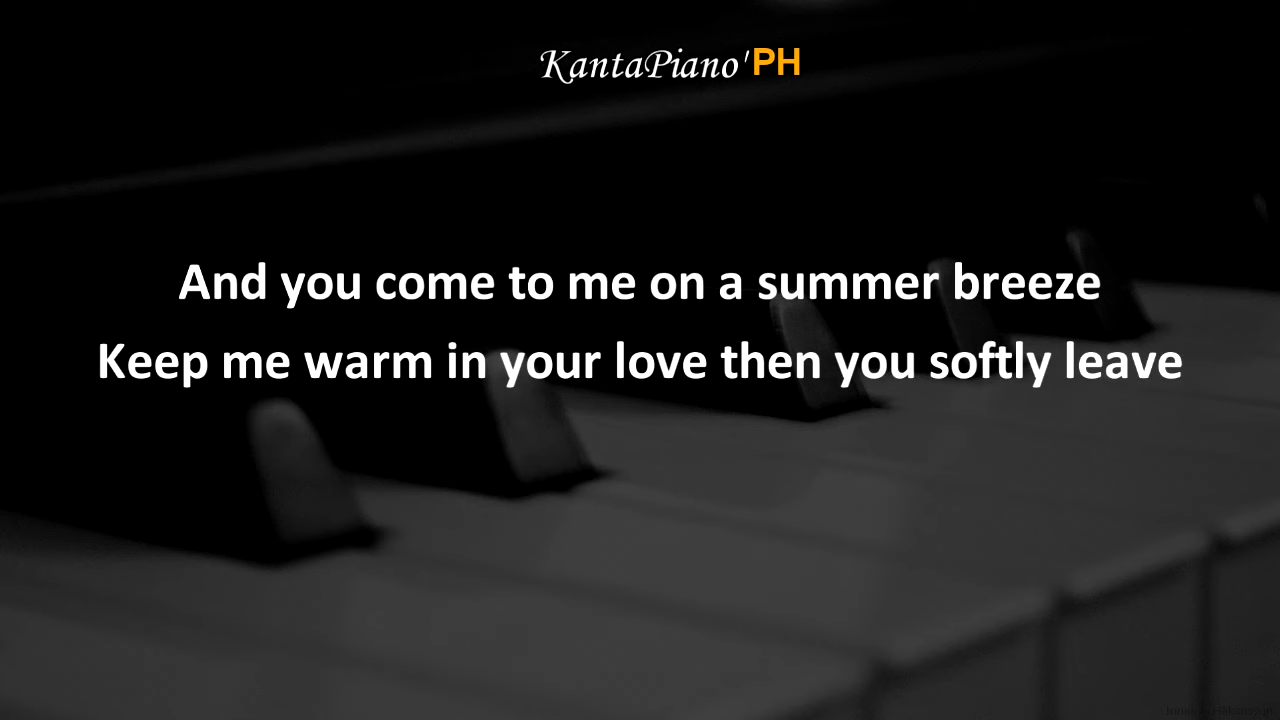 KantaPiano'PH
And you come to me on a summer breeze
Keep me warm in your love then you softly leave